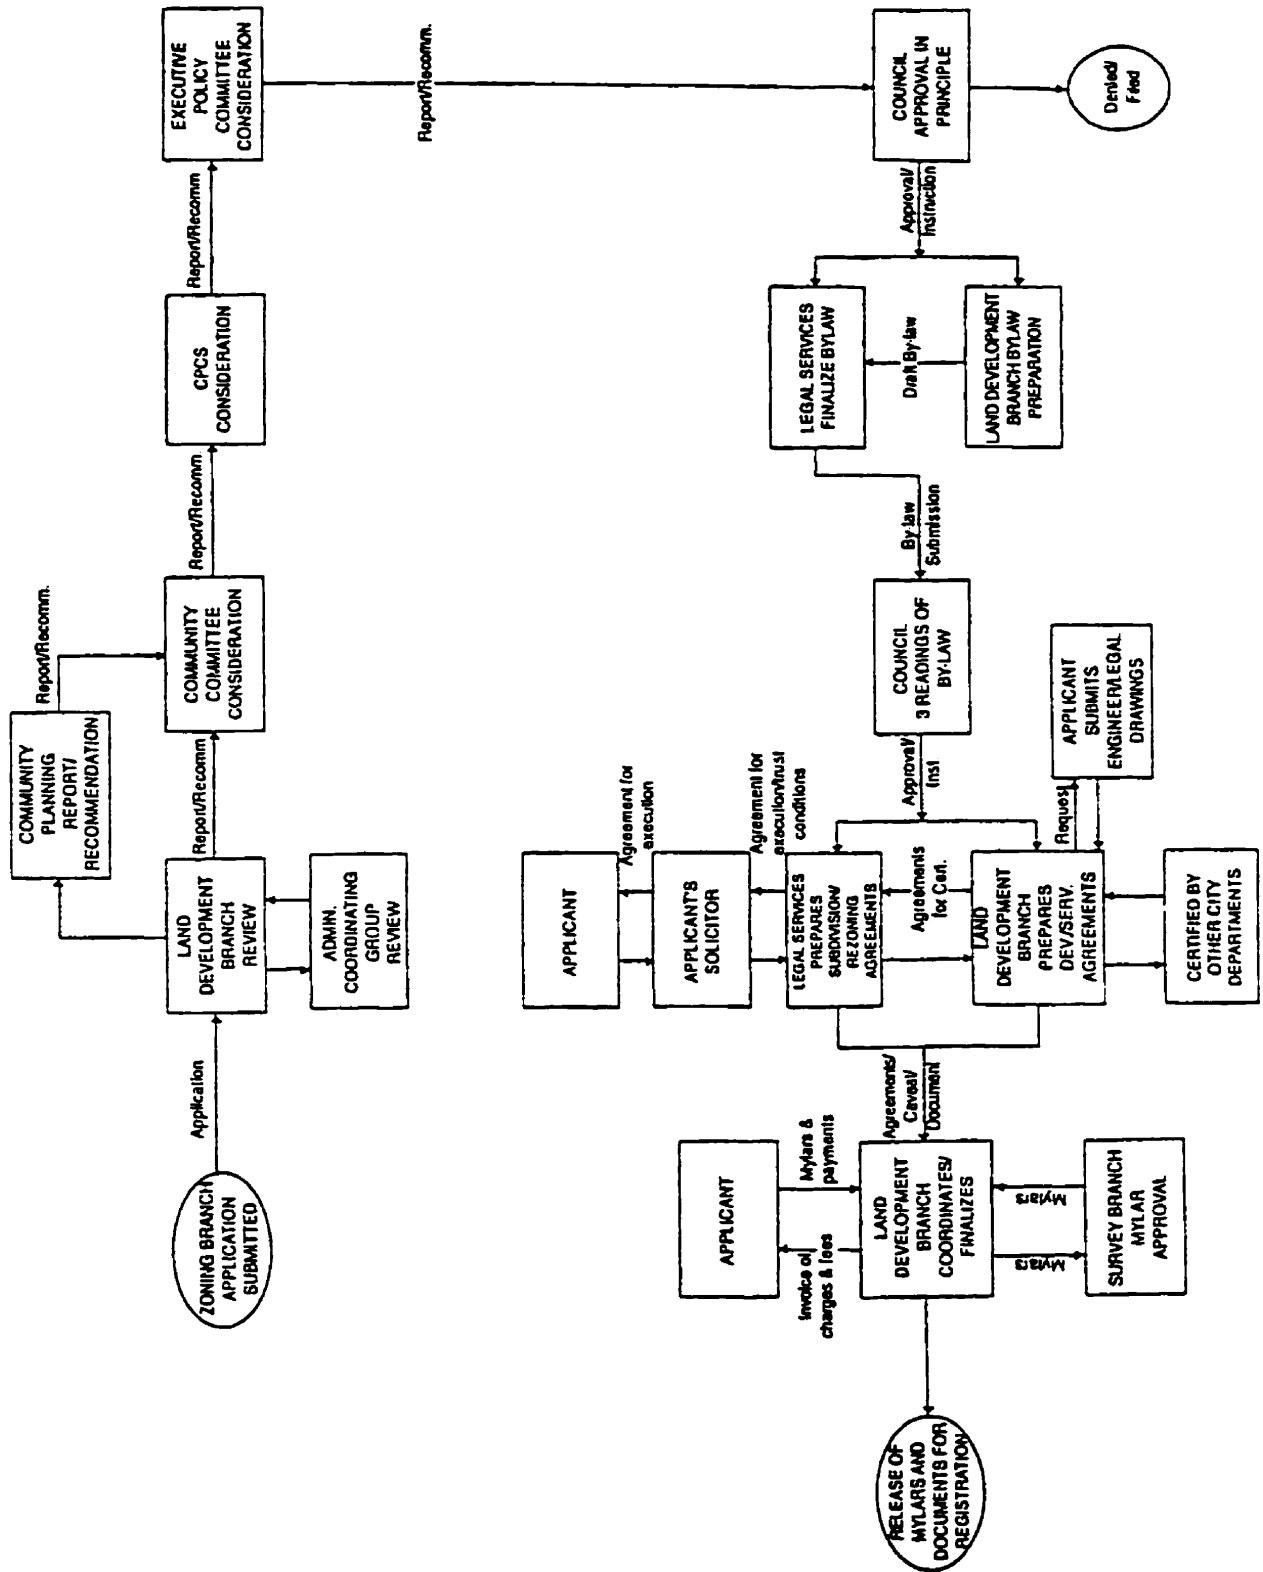 COMMUNITY
PLANNING
REPORT/
RECOMMENDATION
Report/Recomm.
ZONING BRANCH
APPLICATION
SUBMITTED
Application
LAND
DEVELOPMENT
BRANCH
REVIEW
Report/Recomm
COMMUNITY
COMMITTEE
CONSIDERATION
Report/Recomm.
CPCS
CONSIDERATION
Report/Recomm
EXECUTIVE
POLICY
COMMITTEE
CONSIDERATION
ADMIN.
COORDINATING
GROUP
REVIEW
Report/Recomm.
APPLICANT
Agreement for
execution
APPLICANT'S
SOLICITOR
Agreement for
execution/trust
conditions
APPLICANT
Invoice of
charges & fees
Mylars &
payments
LEGAL SERVICES
PREPARES
SUBDIVISION/
REZONING
AGREEMENTS
Agreements
for Cert.
LEGAL SERVICES
FINALIZE BYLAW
Draft By-law
RELEASE OF
MYLARS AND
DOCUMENTS FOR
REGISTRATION
LAND
DEVELOPMENT
BRANCH
COORDINATES/
FINALIZES
Agreements/
Caveat/
Document
Approval/
Inst
COUNCIL
3 READINGS OF
BY-LAW
By-law
Submission
Approval/
Instruction
COUNCIL
APPROVAL IN
PRINCIPLE
Mylars
Mylars
LAND
DEVELOPMENT
BRANCH
PREPARES
DEV/SERV.
AGREEMENTS
Request
LAND DEVELOPMENT
BRANCH BYLAW
PREPARATION
SURVEY BRANCH
MYLAR
APPROVAL
APPLICANT
SUBMITS
ENGINEER/LEGAL
DRAWINGS
Denied/
Filed
CERTIFIED BY
OTHER CITY
DEPARTMENTS